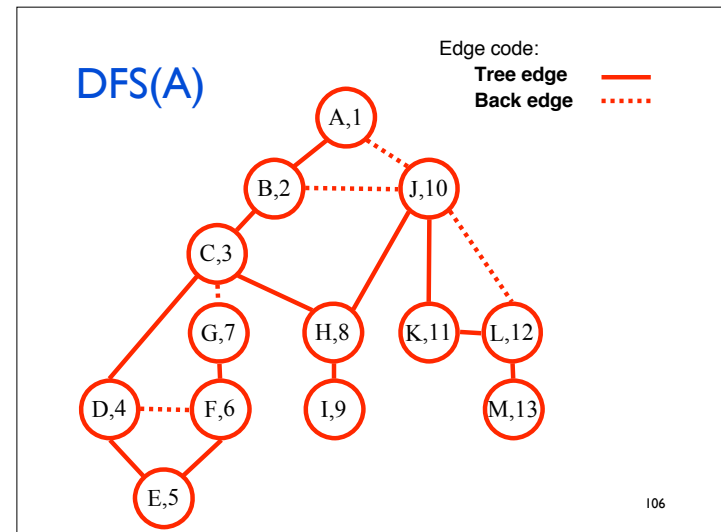 Edge code:
DFS(A)
Tree edge
Back edge
A,1
B,2
J,10
C,3
G,7
H,8
K,11
L,12
D,4
F,6
I,9
M,13
E,5
106